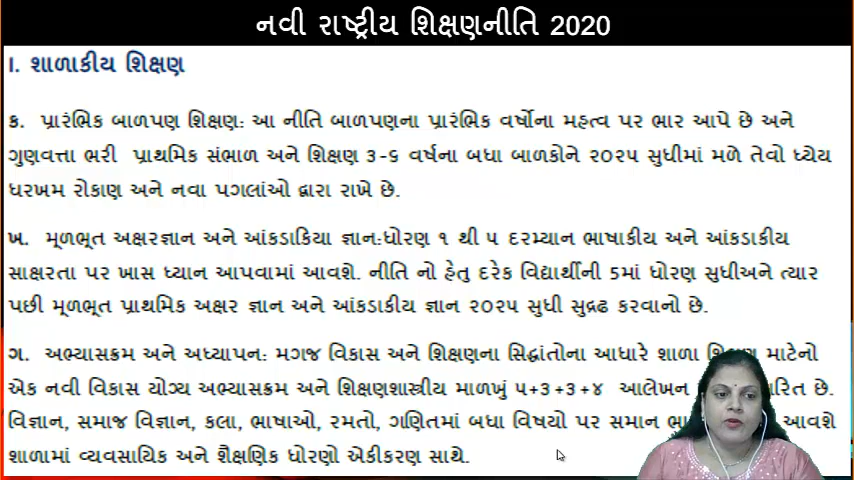 નવી રાષ્ટ્રીય શિક્ષણનીતિ 2020
I. શાળાકીય શિક્ષણ
ક. પ્રારંભિક બાળપણ શિક્ષણ: આ નીતિ બાળપણના પ્રારંભિક વર્ષોના મહત્વ પર ભાર આપે છે અને
ગુણવત્તા ભરી પ્રાથમિક સંભાળ અને શિક્ષણ 3-૬ વર્ષના બધા બાળકોને ૨૦૨૫ સુધીમાં મળે તેવો ધ્યેય
ધરખમ રોકાણ અને નવા પગલાંઓ દ્વારા રાખે છે.
ખ. મૂળભૂત અક્ષરજ્ઞાન અને આંકડાકિયા જ્ઞાન:ધોરણ ૧ થી ૫ દરમ્યાન ભાષાકીય અને આંકડાકીય
સાક્ષરતા પર ખાસ ધ્યાન આપવામાં આવશે. નીતિ નો હેતુ દરેક વિદ્યાર્થીની 5માં ધોરણ સુધીઅને ત્યાર
પછી મૂળભૂત પ્રાથમિક અક્ષર જ્ઞાન અને આંકડાકીય જ્ઞાન ૨૦૨૫ સુધી સુદ્રઢ કરવાનો છે.
ગ. અભ્યાસક્રમ અને અધ્યાપન: મગજ વિકાસ અને શિક્ષણના સિદ્ધાંતોના આધારે શાળા માટેનો
એક નવી વિકાસ યોગ્ય અભ્યાસક્રમ અને શિક્ષણશાસ્ત્રીય માળખું ૫+3+3+૪ આલેખન છે.
વિજ્ઞાન, સમાજ વિજ્ઞાન, કલા, ભાષાઓ, રમતો, ગણિતમાં બધા વિષયો પર સમાન આવશે
શાળામાં વ્યવસાયિક અને શૈક્ષણિક ધોરણો એકીકરણ સાથે.